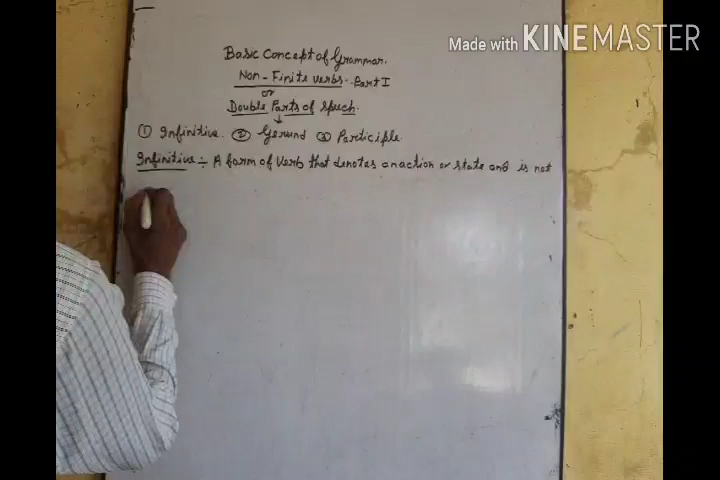 Made with KINEMASTER
Basic Concept of Grammar.
Non-Finite verbs. Part I
or
Double Parts of Speech.
① Infinitive. ② Gerund ③ Participle
Infinitive ÷ A form of Verb that denotes an action or state and is not